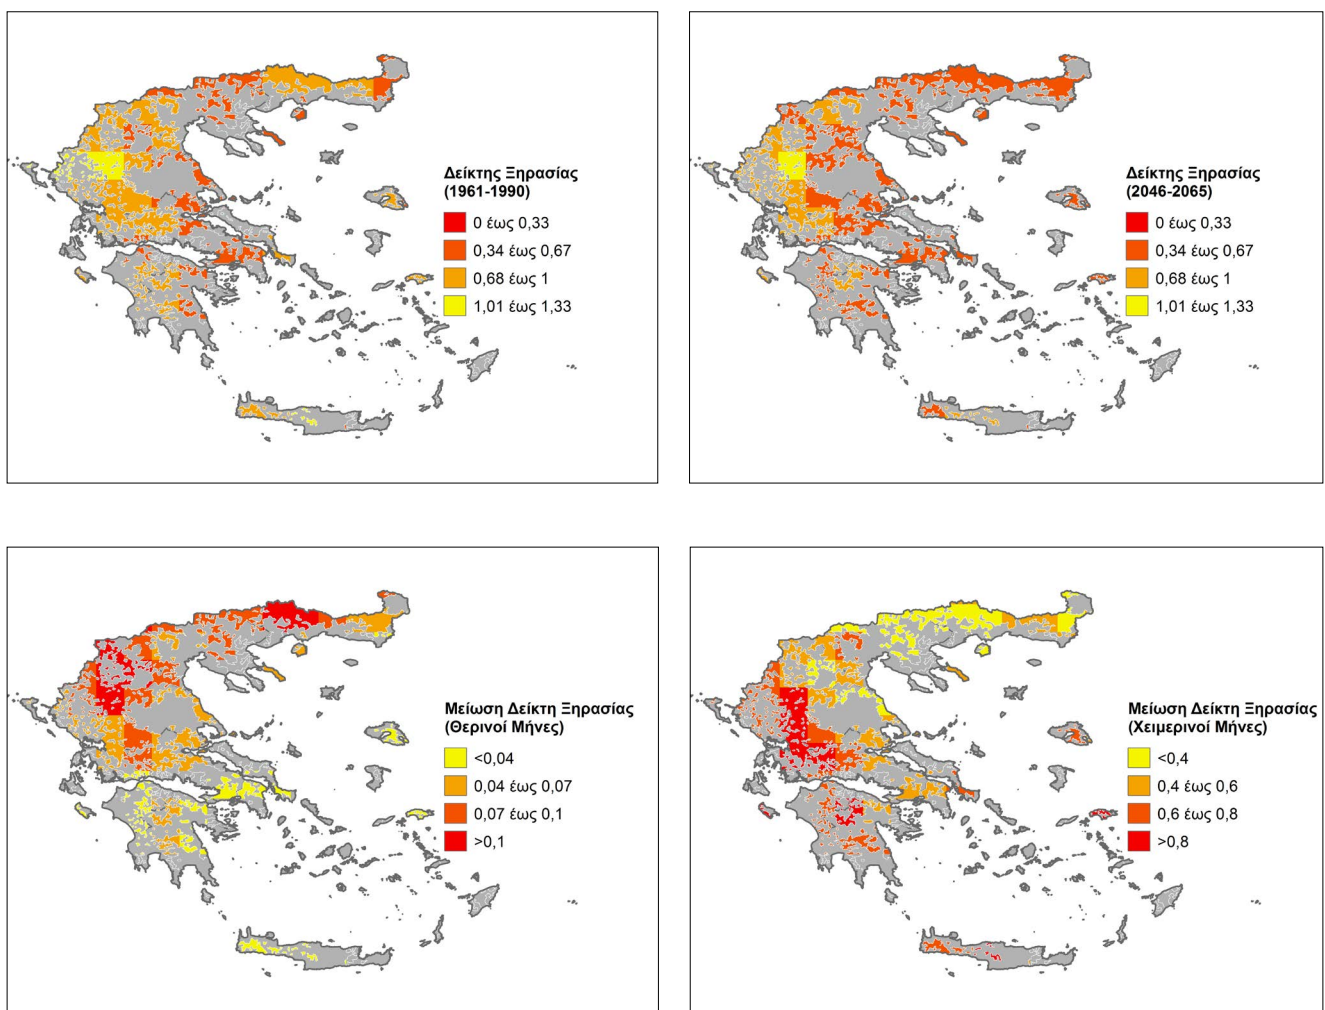 Δείκτης Ξηρασίας
(1961-1990)
0 έως 0,33
0,34 έως 0,67
0,68 έως 1
1,01 έως 1,33
Δείκτης Ξηρασίας
(2046-2065)
0 έως 0,33
0,34 έως 0,67
0,68 έως 1
1,01 έως 1,33
Μείωση Δείκτη Ξηρασίας
(Θερινοί Μήνες)
<0,04
0,04 έως 0,07
0,07 έως 0,1
>0,1
Μείωση Δείκτη Ξηρασίας
(Χειμερινοί Μήνες)
<0,4
0,4 έως 0,6
0,6 έως 0,8
>0,8